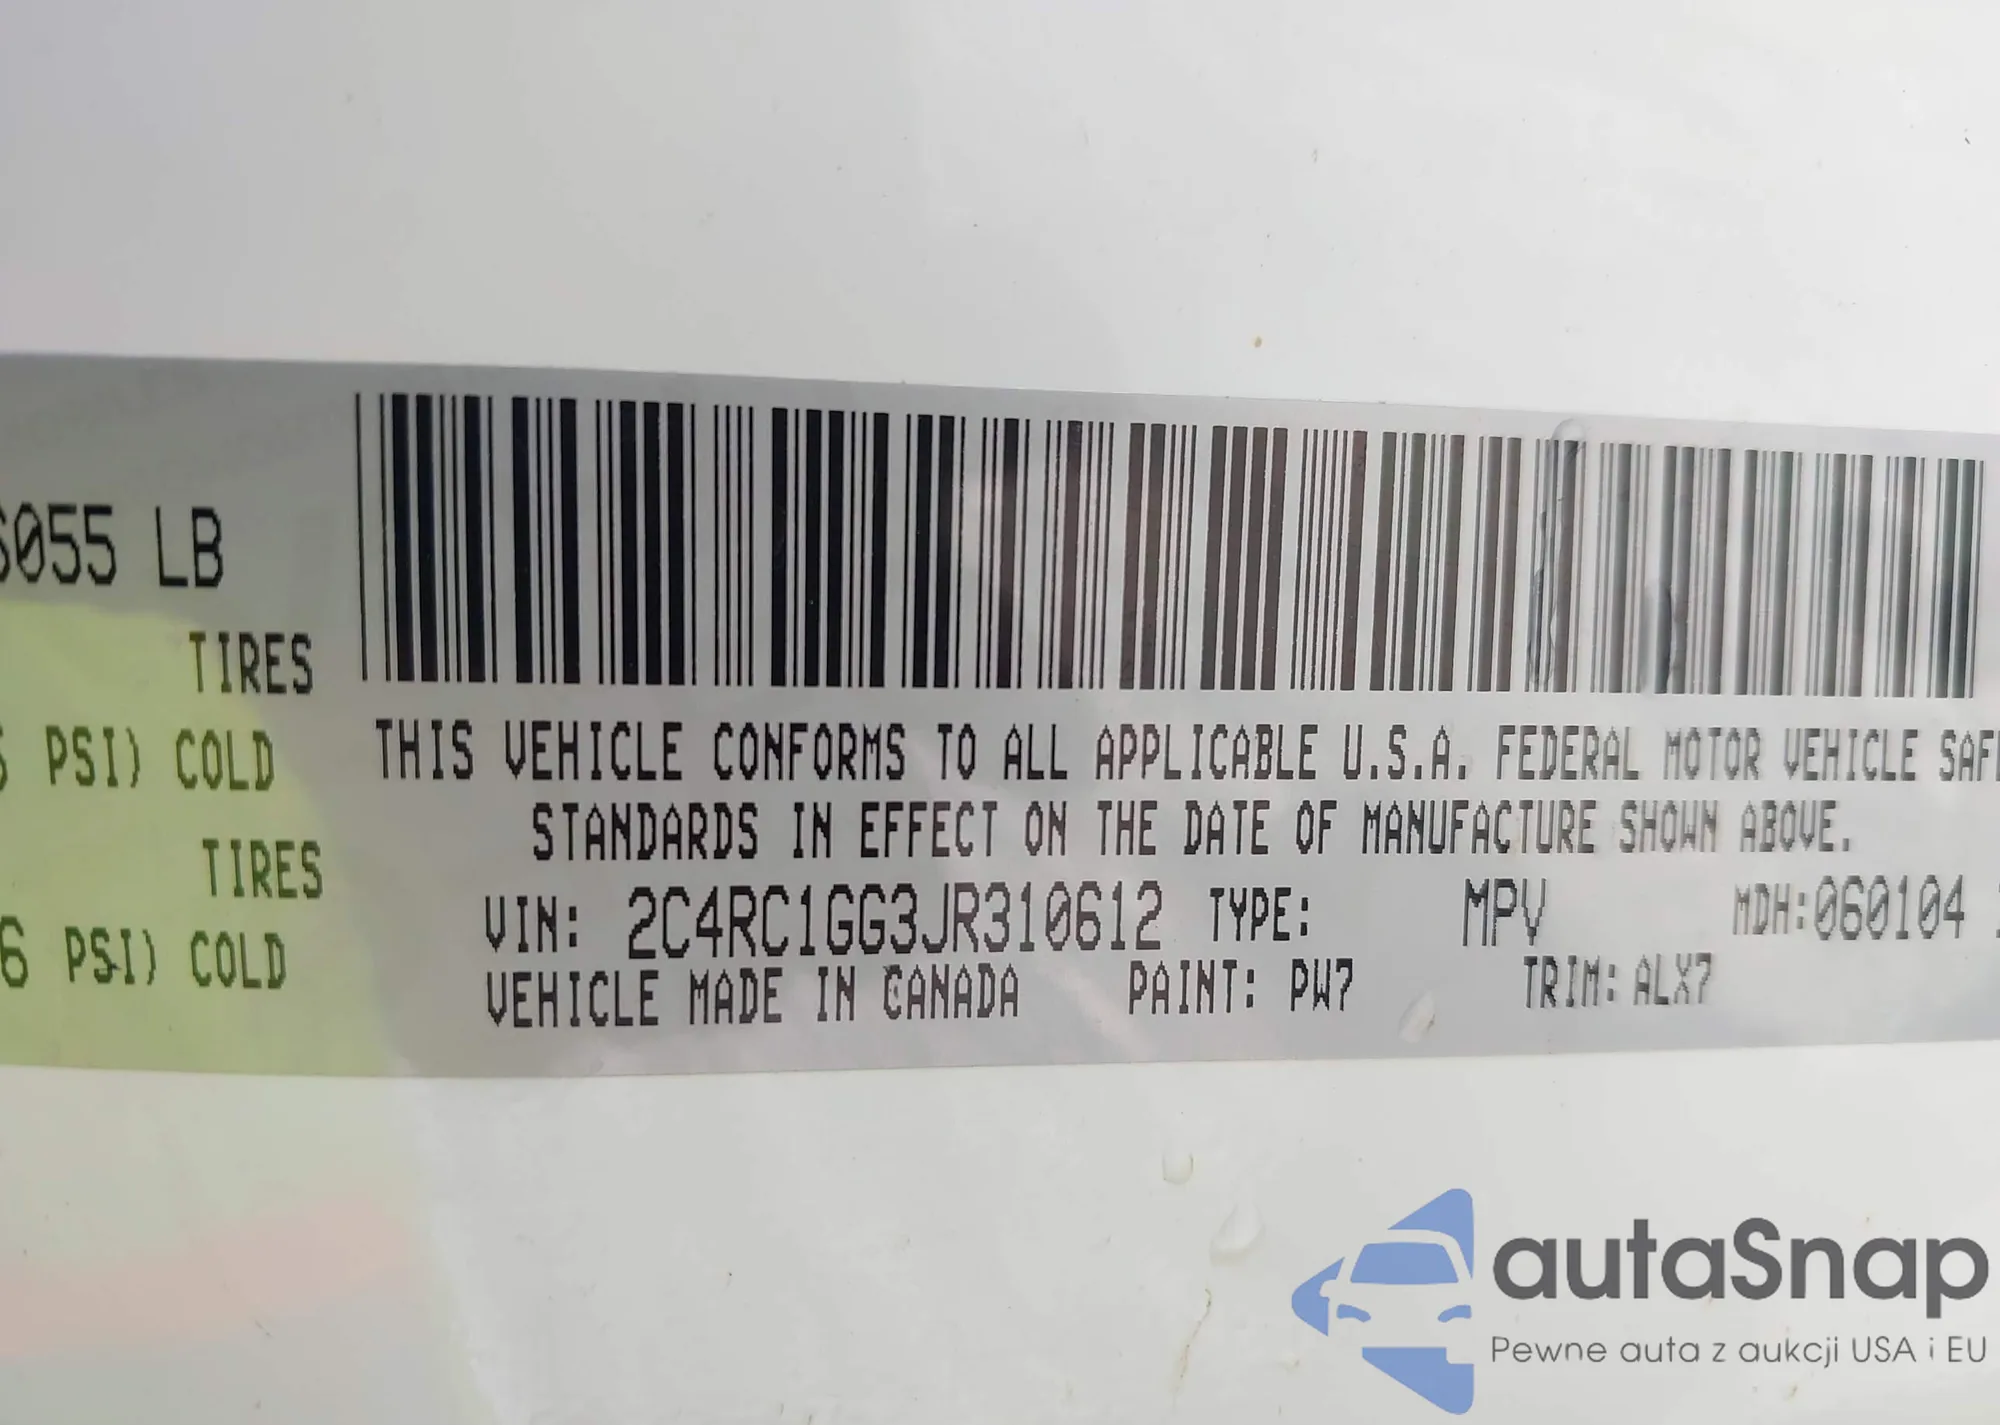 6055 LB
TIRES
PSI) COLD
TIRES
6 PSI) COLD
THIS VEHICLE CONFORMS TO ALL APPLICABLE U.S.A. FEDERAL MOTOR VEHICLE SAFE
STANDARDS IN EFFECT ON THE DATE OF MANUFACTURE SHOWN ABOVE.
VIN: 2C4RC1GG3JR310612 TYPE: MPV MDH:060104
VEHICLE MADE IN CANADA PAINT: PW7 TRIM: ALX7
autaSnap
Pewne auta z aukcji USA i EU